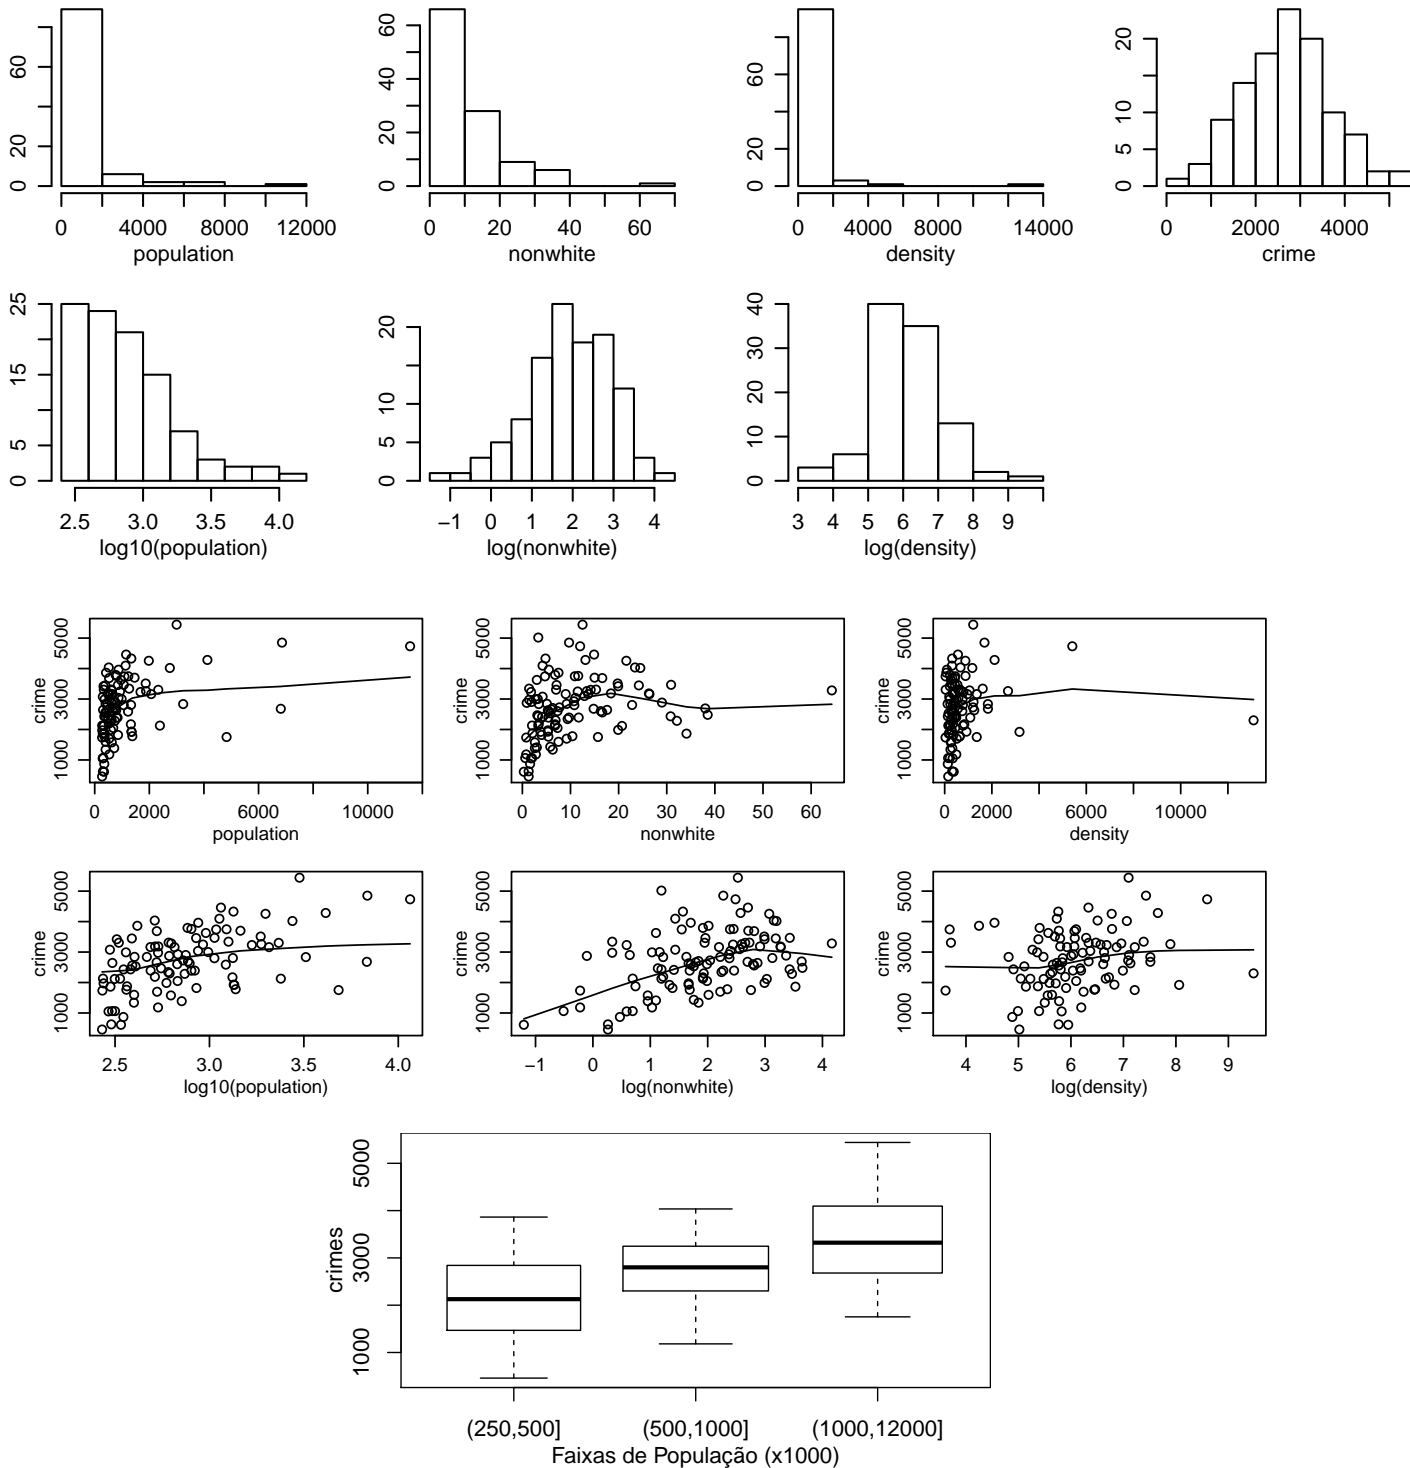 0 20 60
0 4000 8000 12000
population
0 20 40 60
0 20 40 60
nonwhite
0 20 60
0 4000 8000 14000
density
0 5 10 20
0 2000 4000
crime
0 5 15 25
2.5 3.0 3.5 4.0
log10(population)
0 10 20
−1 0 1 2 3 4
log(nonwhite)
0 10 20 30 40
3 4 5 6 7 8 9
log(density)
1000 3000 5000
crime
0 2000 6000 10000
population
1000 3000 5000
crime
0 10 20 30 40 50 60
nonwhite
1000 3000 5000
crime
0 2000 6000 10000
density
1000 3000 5000
crime
2.5 3.0 3.5 4.0
log10(population)
1000 3000 5000
crime
−1 0 1 2 3 4
log(nonwhite)
1000 3000 5000
crime
4 5 6 7 8 9
log(density)
1000 3000 5000
crimes
(250,500] (500,1000] (1000,12000]
Faixas de População (x1000)